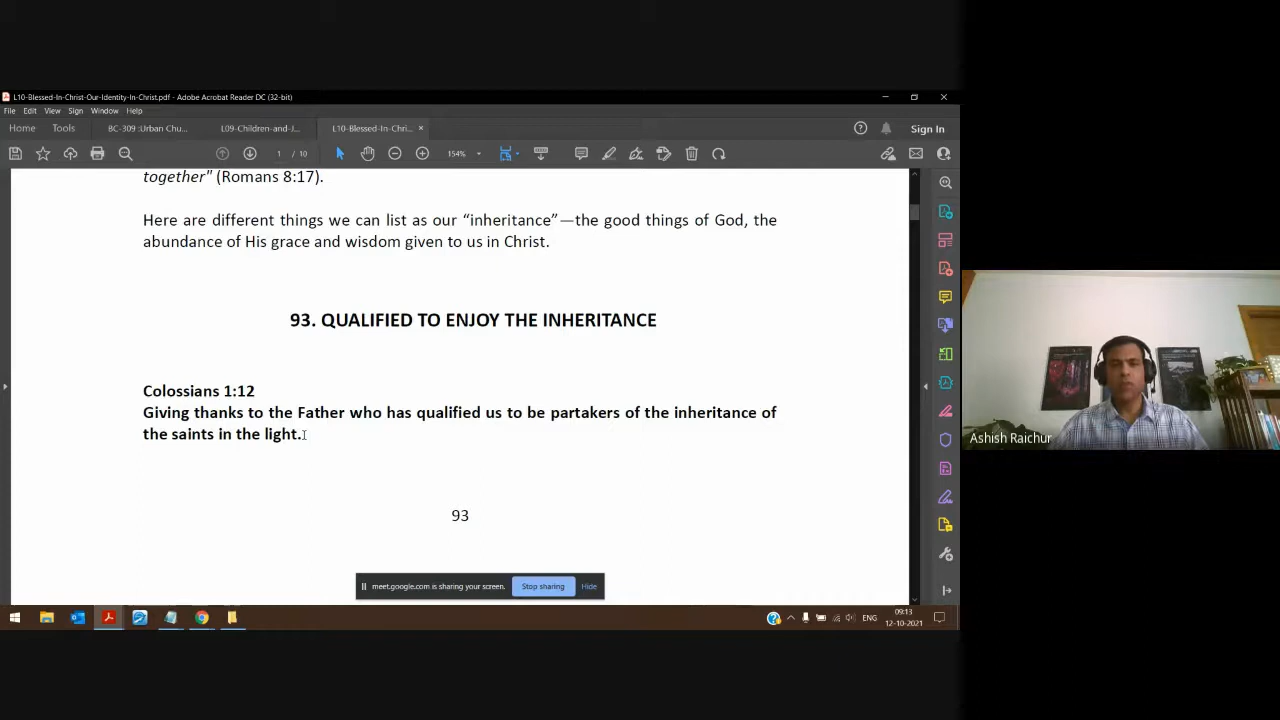 L10-Blessed-In-Christ-Our-Identity-In-Christ.pdf - Adobe Acrobat Reader DC (32-bit)
File Edit View Sign Window Help
Home Tools BC-309 :Urban Chu... L09-Children-and-J... L10-Blessed-In-Chri... ×
Sign In
1 / 10 154%
together" (Romans 8:17).
Here are different things we can list as our “inheritance”—the good things of God, the
abundance of His grace and wisdom given to us in Christ.
93. QUALIFIED TO ENJOY THE INHERITANCE
Colossians 1:12
Giving thanks to the Father who has qualified us to be partakers of the inheritance of
the saints in the light.
93
Ashish Raichur
meet.google.com is sharing your screen. Stop sharing Hide
ENG 09:13
12-10-2021